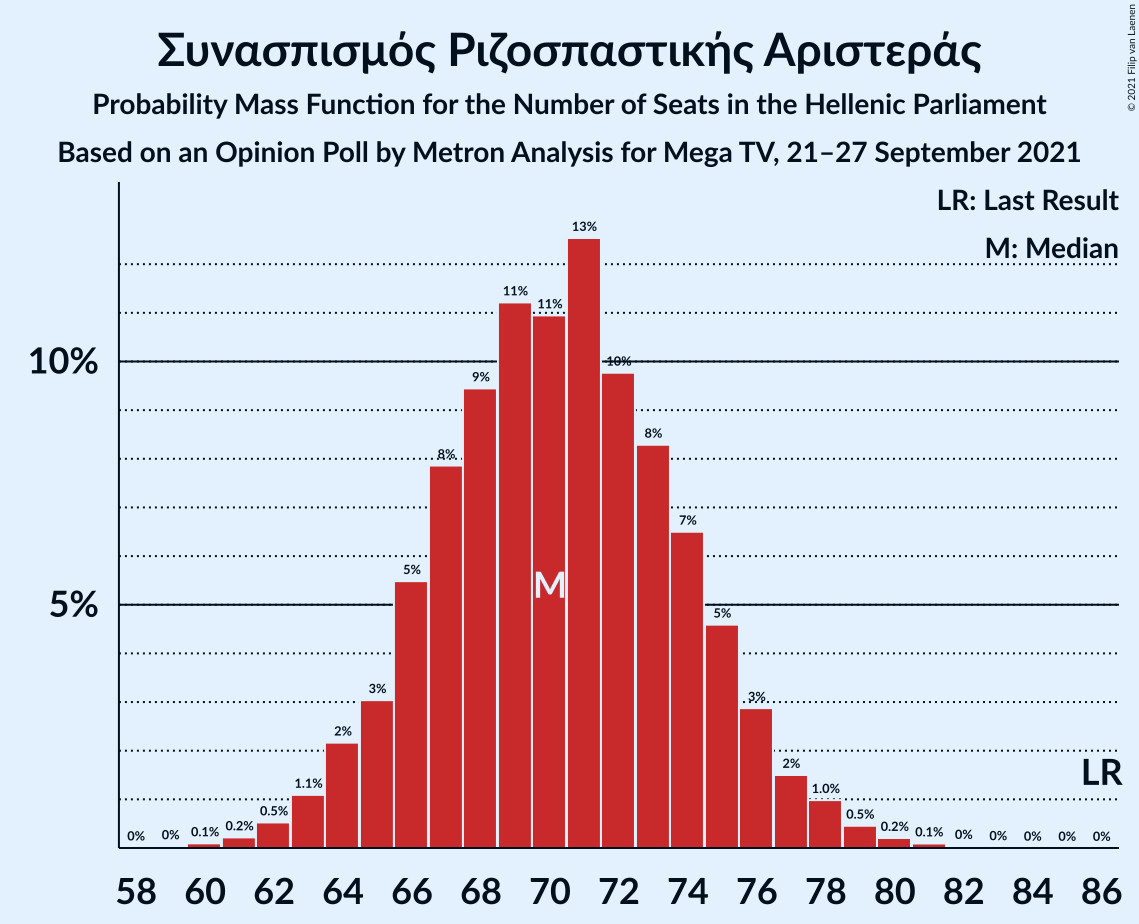 Συνασπισμός Ριζοσπαστικής Αριστεράς
Probability Mass Function for the Number of Seats in the Hellenic Parliament
Based on an Opinion Poll by Metron Analysis for Mega TV, 21–27 September 2021
© 2021 Filip van Laenen
LR: Last Result
M: Median
13%
11% 11%
10% 10%
9%
8% 8%
7%
5% M
5% 5%
3% 3%
2% LR
1.1% 2% 1.0%
0% 0% 0.1% 0.2% 0.5% 0.5% 0.2% 0.1% 0% 0% 0% 0% 0%
58 60 62 64 66 68 70 72 74 76 78 80 82 84 86